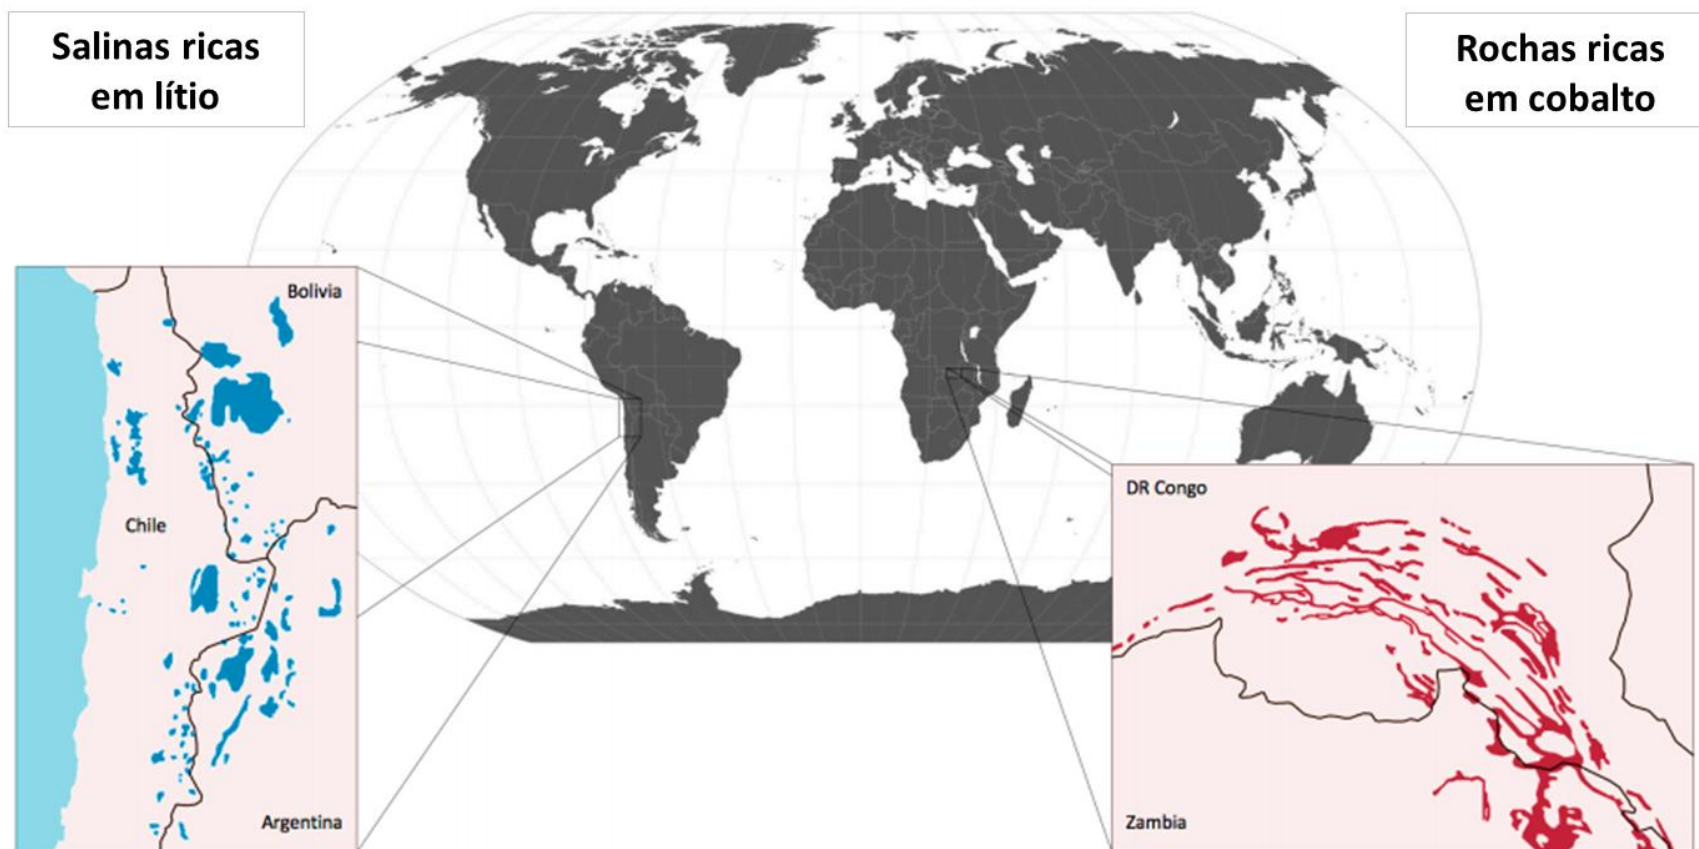 Salinas ricas
em lítio
Rochas ricas
em cobalto
Bolivia
Chile
Argentina
DR Congo
Zambia